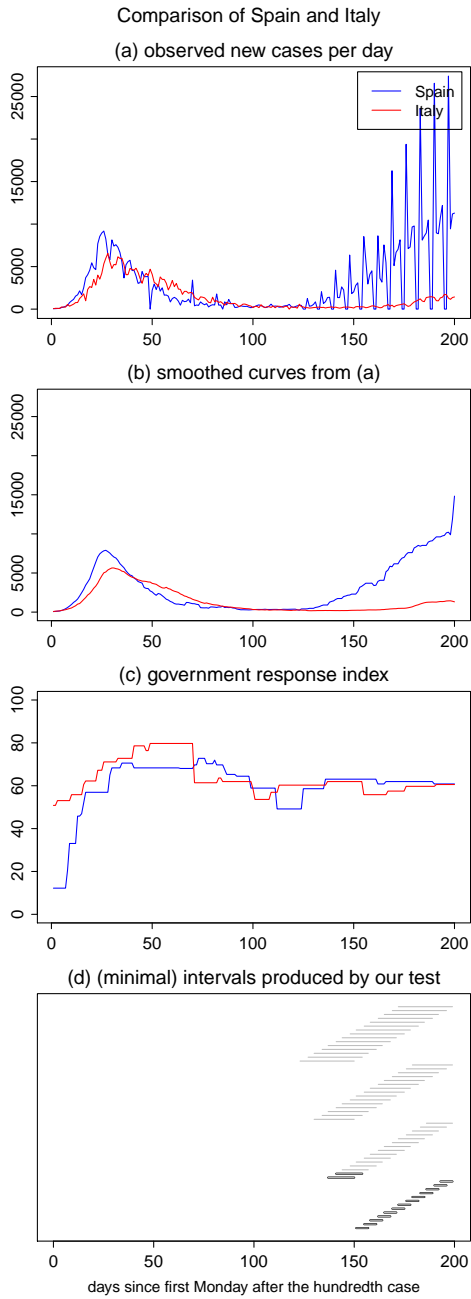 Comparison of Spain and Italy
(a) observed new cases per day
Spain
Italy
25000
15000
5000
0
0 50 100 150 200
(b) smoothed curves from (a)
25000
15000
5000
0
0 50 100 150 200
(c) government response index
100
80
60
40
20
0
0 50 100 150 200
(d) (minimal) intervals produced by our test
0 50 100 150 200
days since first Monday after the hundredth case